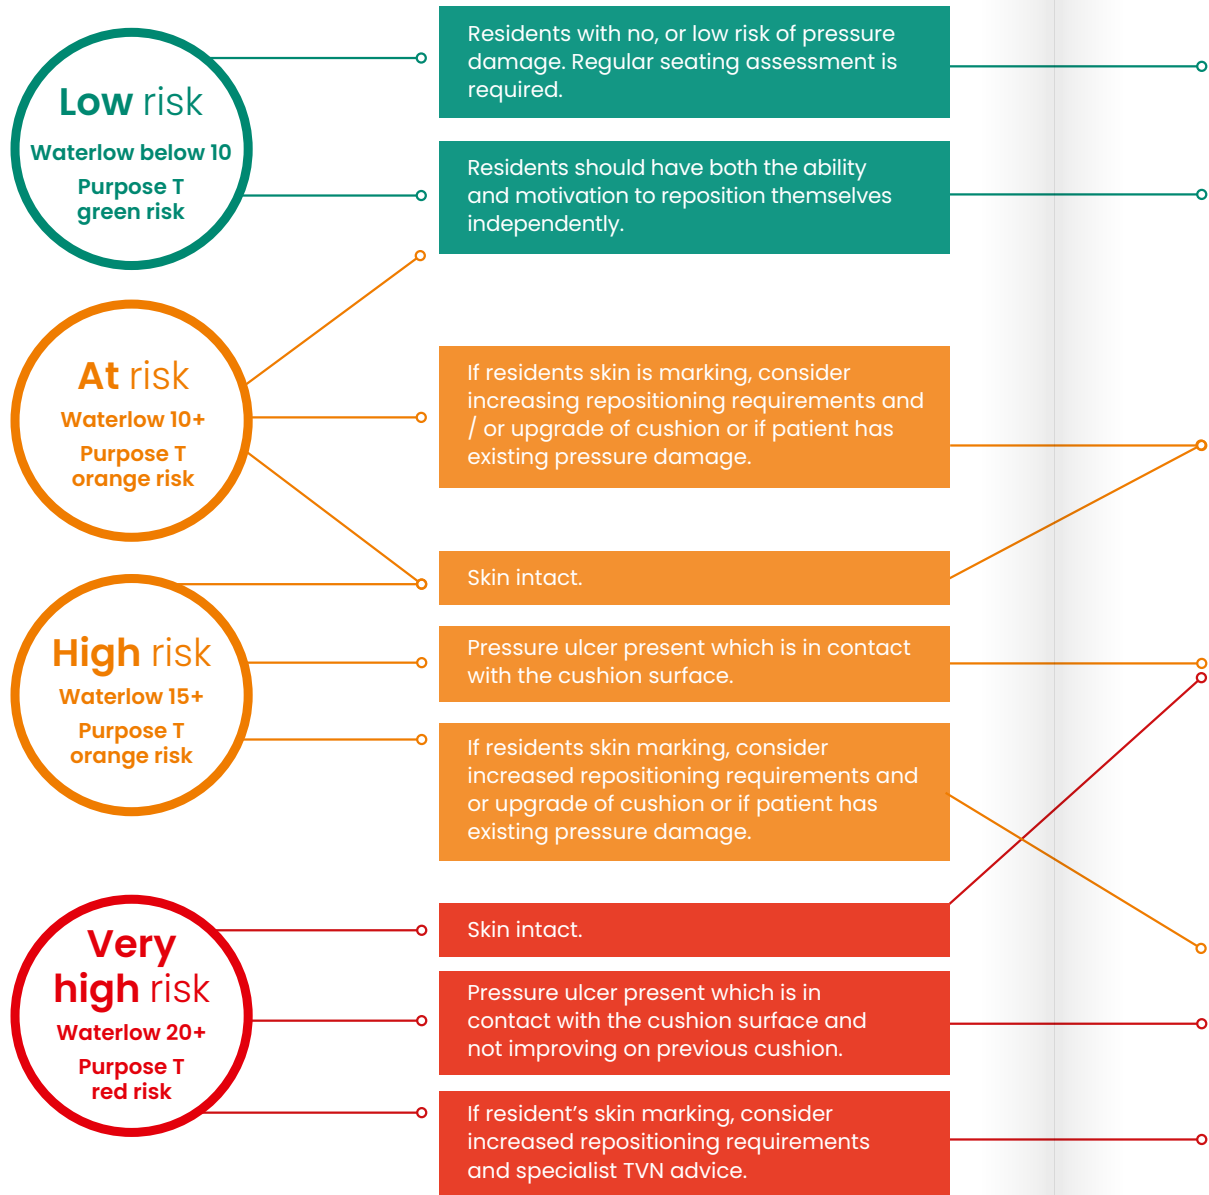 Low risk
Waterlow below 10
Purpose T
green risk
Residents with no, or low risk of pressure
damage. Regular seating assessment is
required.
Residents should have both the ability
and motivation to reposition themselves
independently.
At risk
Waterlow 10+
Purpose T
orange risk
If residents skin is marking, consider
increasing repositioning requirements and
/ or upgrade of cushion or if patient has
existing pressure damage.
Skin intact.
High risk
Waterlow 15+
Purpose T
orange risk
Pressure ulcer present which is in contact
with the cushion surface.
If residents skin marking, consider
increased repositioning requirements and
or upgrade of cushion or if patient has
existing pressure damage.
Very
high risk
Waterlow 20+
Purpose T
red risk
Skin intact.
Pressure ulcer present which is in
contact with the cushion surface and
not improving on previous cushion.
If resident’s skin marking, consider
increased repositioning requirements
and specialist TVN advice.